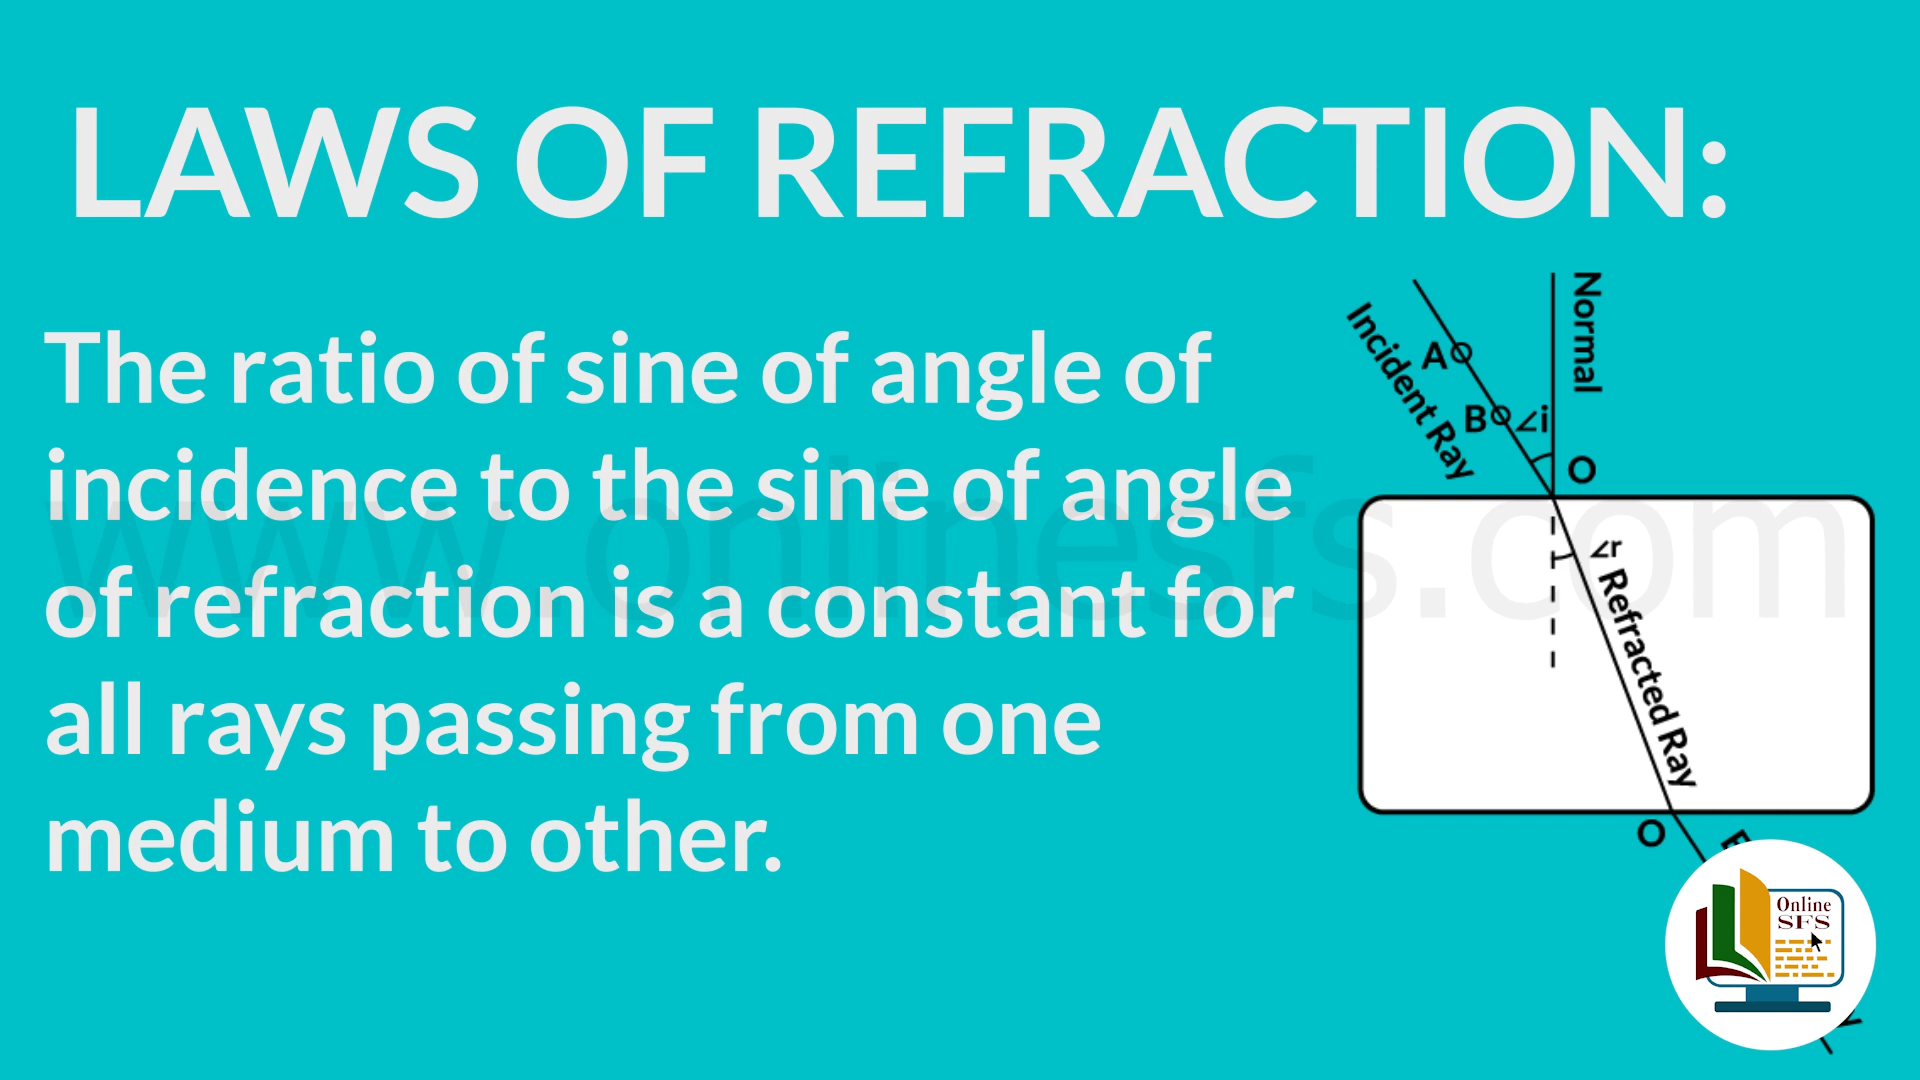 LAWS OF REFRACTION:
The ratio of sine of angle of
incidence to the sine of angle
of refraction is a constant for
all rays passing from one
medium to other.
Normal
Incident Ray
A
B
∠i
O
∠r
Refracted Ray
O
www.onlinesfs.com
Online
SFS